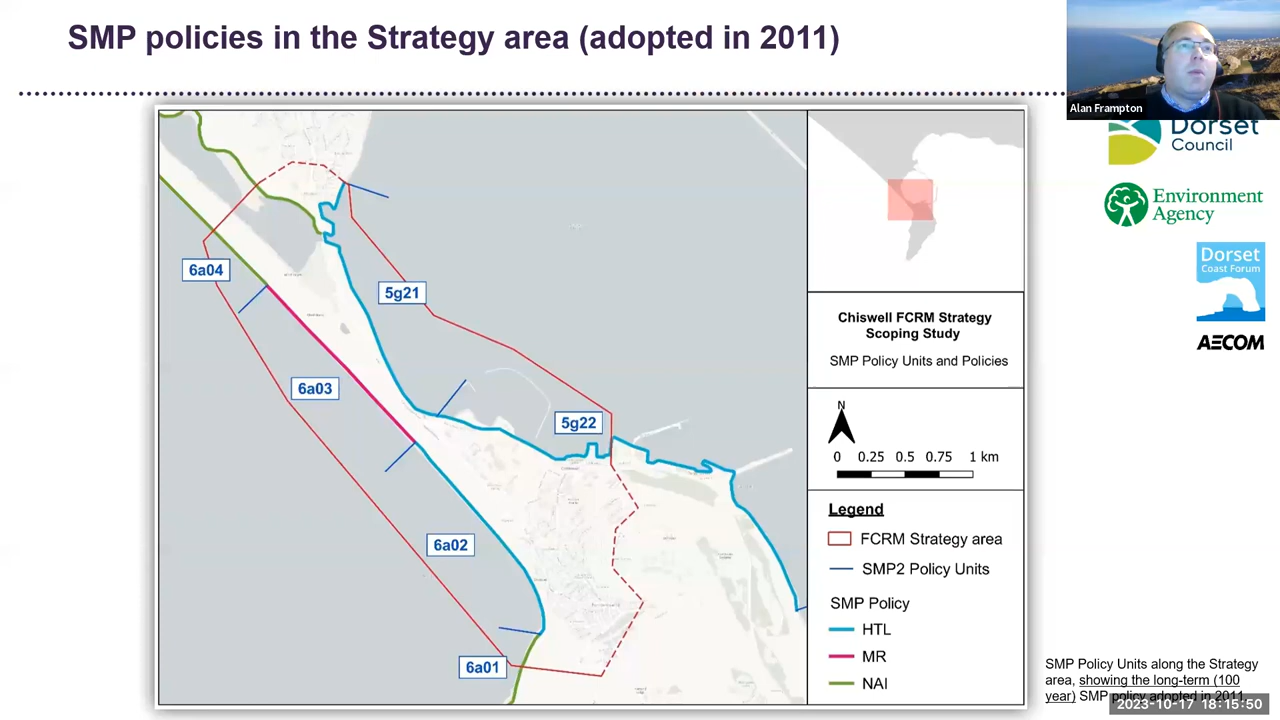 SMP policies in the Strategy area (adopted in 2011)
Alan Frampton
Dorset
Council
Environment
Agency
Dorset
Coast Forum
AECOM
6a04
5g21
6a03
5g22
6a02
6a01
Chiswell FCRM Strategy
Scoping Study
SMP Policy Units and Policies
N
0 0.25 0.5 0.75 1 km
Legend
FCRM Strategy area
SMP2 Policy Units
SMP Policy
HTL
MR
NAI
SMP Policy Units along the Strategy
area, showing the long-term (100
year) SMP policy adopted in 2011.
2023-10-17 18:15:50